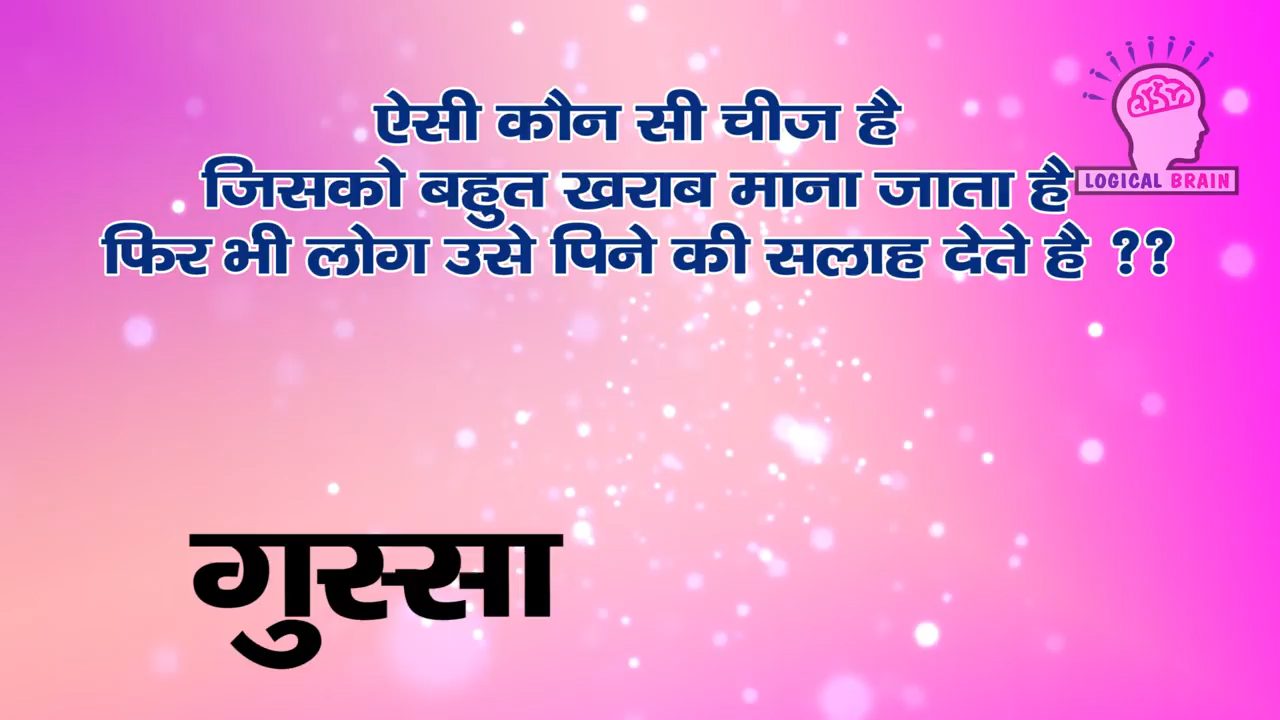 ऐसी कौन सी चीज है
जिसको बहुत खराब माना जाता है
फिर भी लोग उसे पिने की सलाह देते है ??
LOGICAL BRAIN
गुस्सा